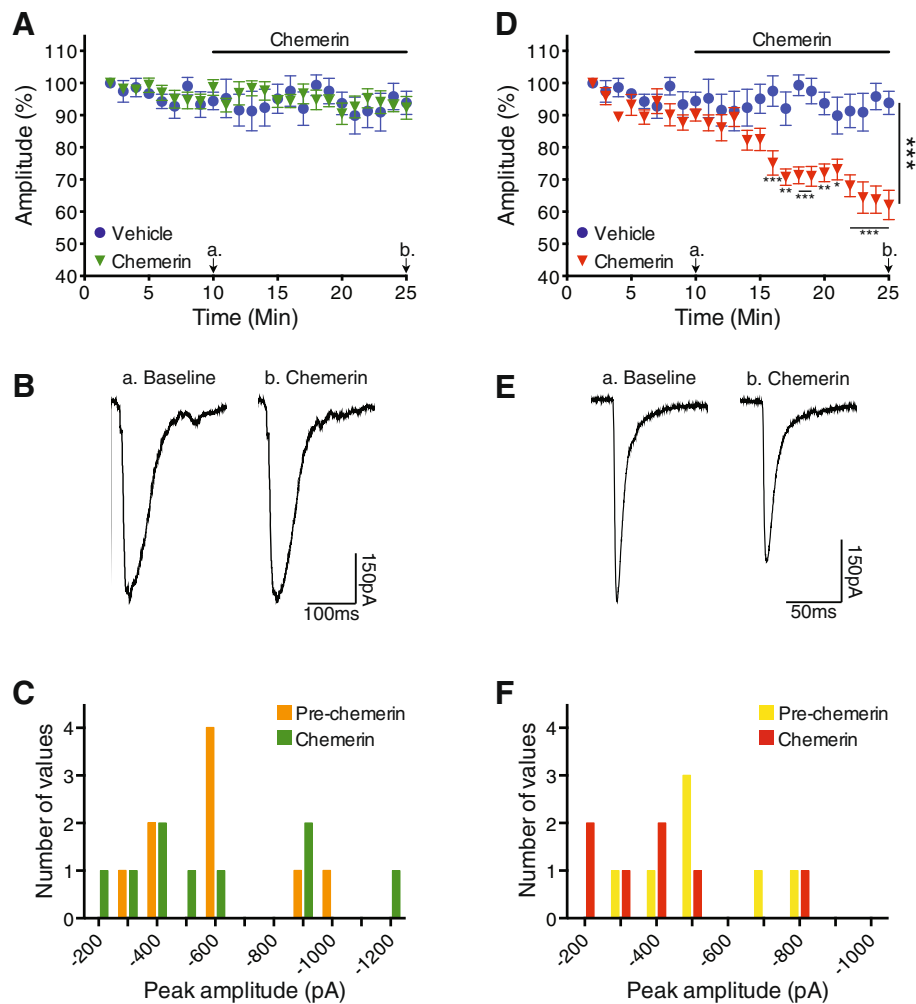 A
Chemerin
110
100
90
80
70
60
50
40
Amplitude (%)
Vehicle
Chemerin
a.
b.
0
5
10
15
20
25
Time (Min)
D
Chemerin
110
100
90
80
70
60
50
40
Amplitude (%)
***
**
***
**
*
***
***
Vehicle
Chemerin
a.
b.
0
5
10
15
20
25
Time (Min)
B
a. Baseline
b. Chemerin
150pA
100ms
E
a. Baseline
b. Chemerin
150pA
50ms
C
Pre-chemerin
Chemerin
4
3
2
1
0
Number of values
-200
-400
-600
-800
-1000
-1200
Peak amplitude (pA)
F
Pre-chemerin
Chemerin
4
3
2
1
0
Number of values
-200
-400
-600
-800
-1000
Peak amplitude (pA)